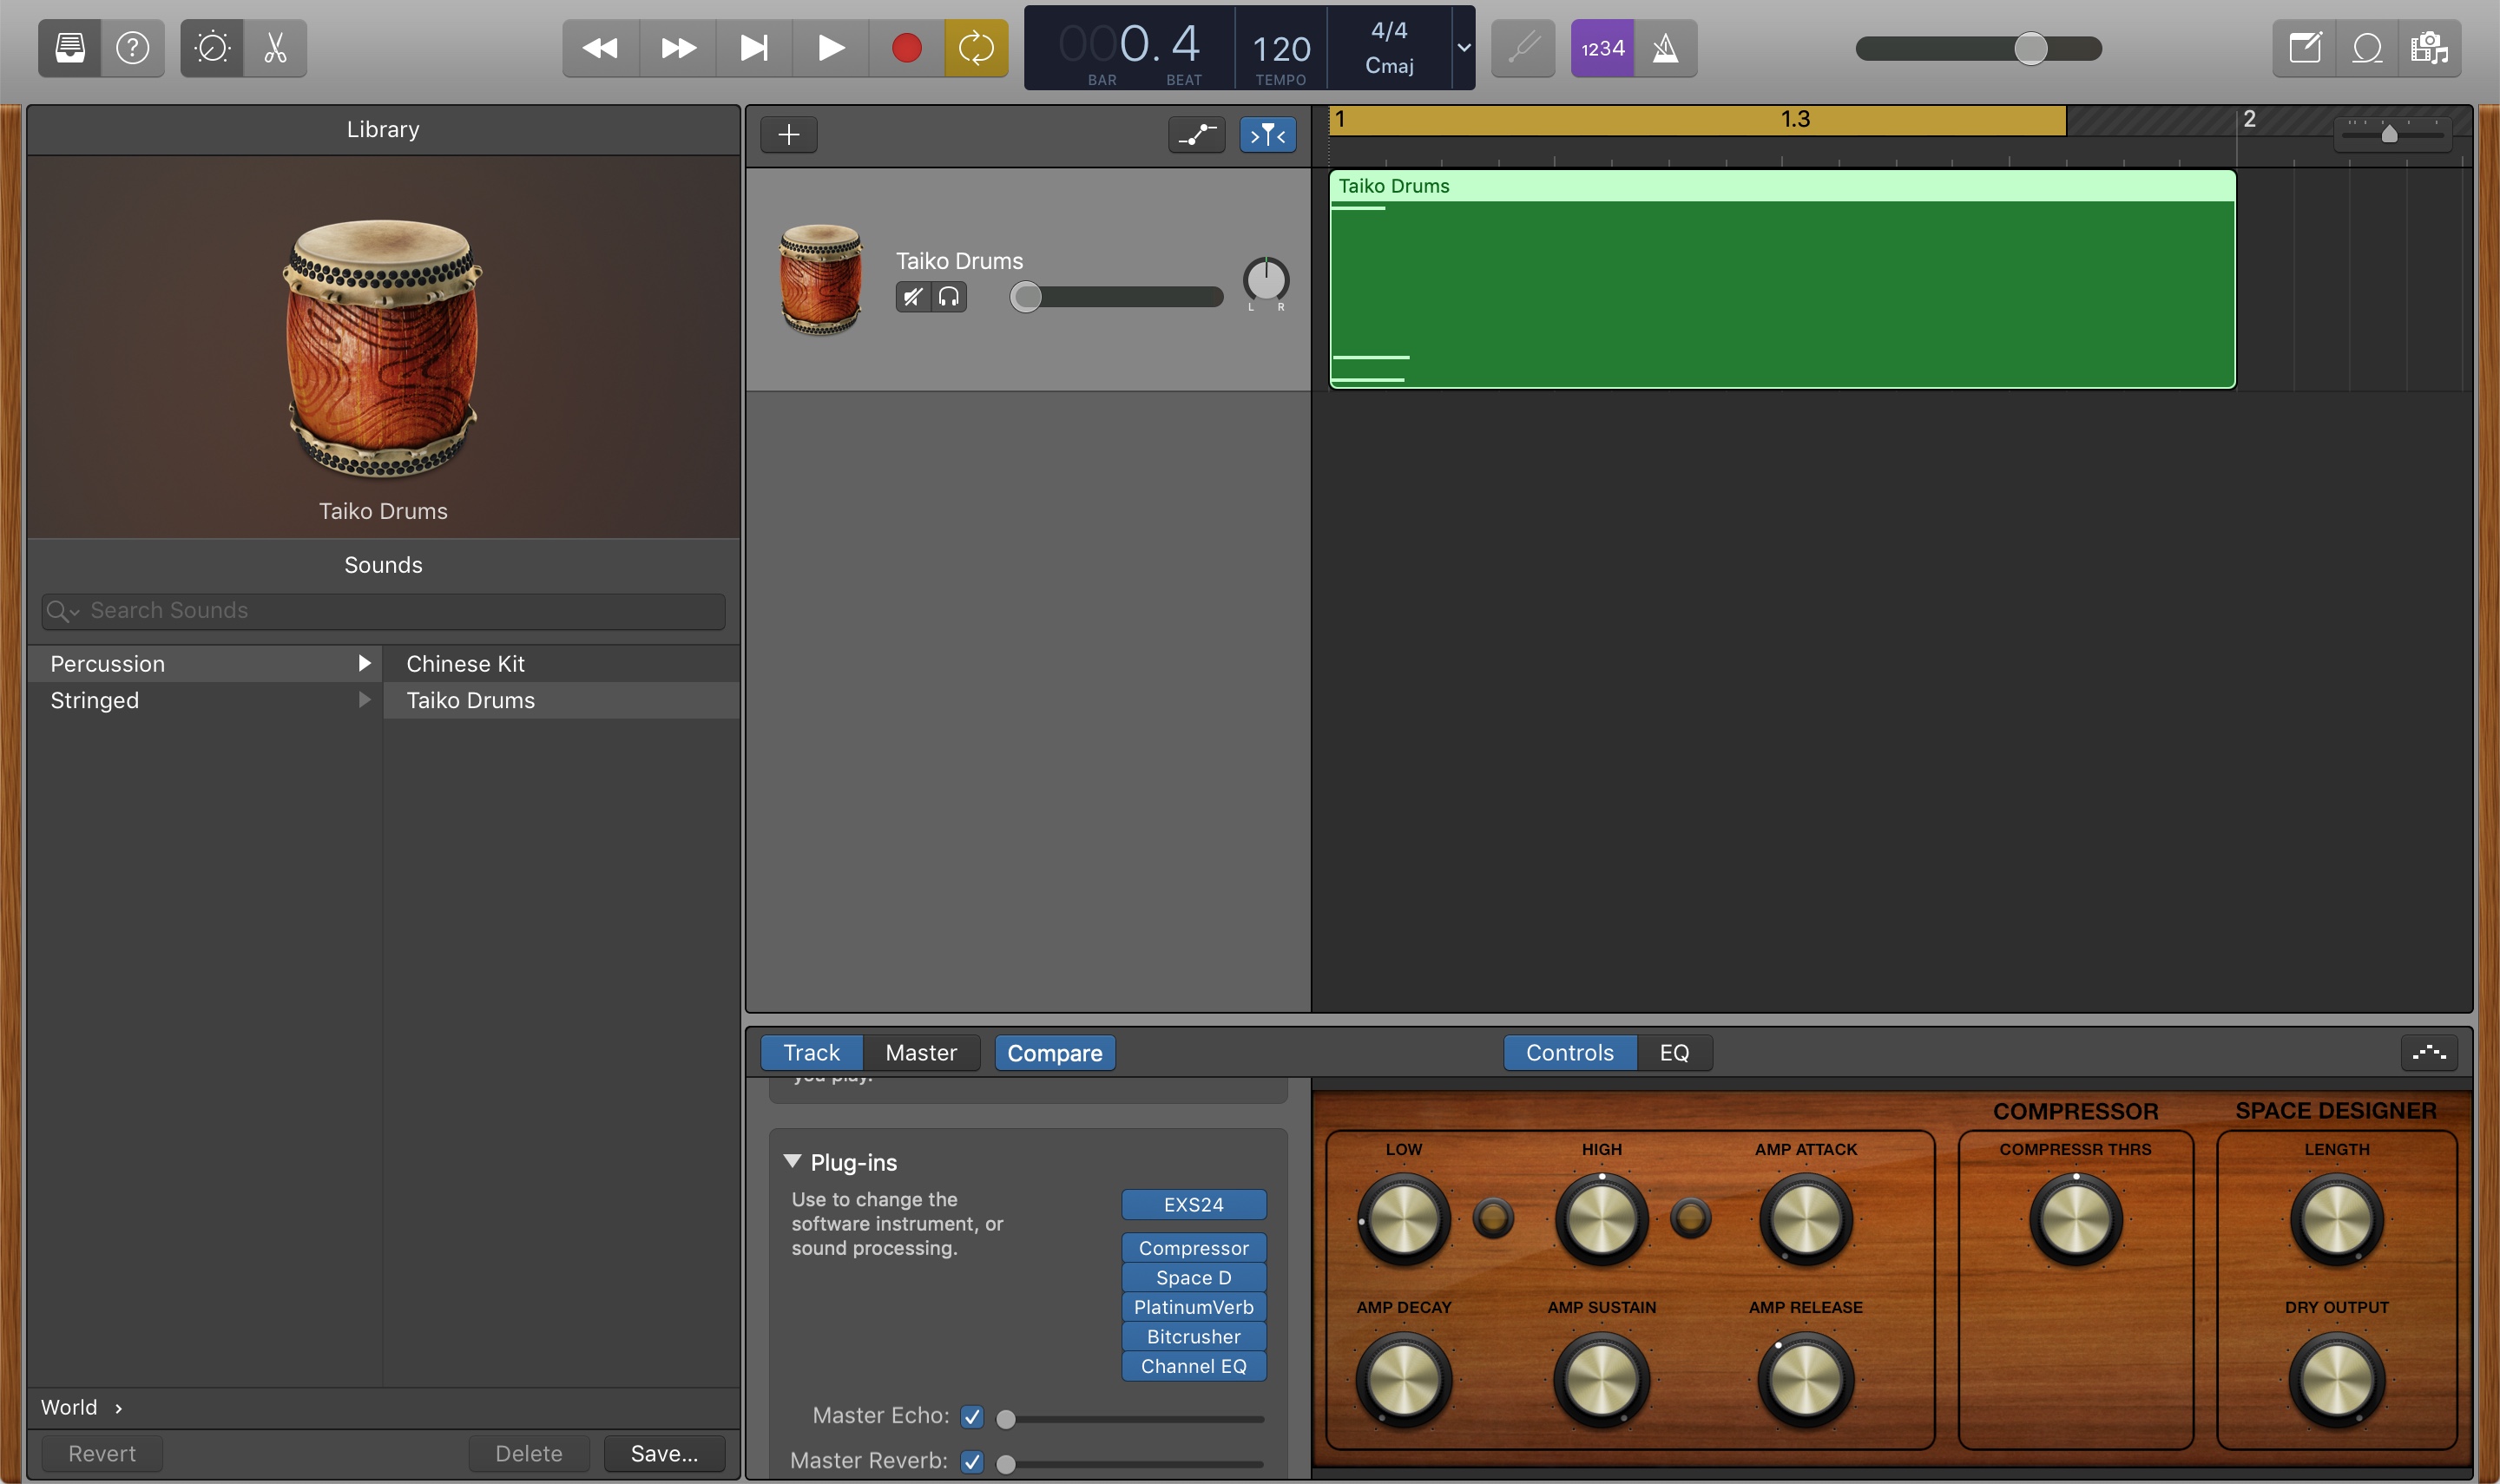 ?
000. 4
BAR
BEAT
120
TEMPO
4/4
Cmaj
1234
Library
Taiko Drums
Sounds
Search Sounds
Percussion
Stringed
Chinese Kit
Taiko Drums
World
Revert
Delete
Save...
1
1.3
2
Taiko Drums
L
R
Taiko Drums
Track
Master
Compare
Controls
EQ
you play.
Plug-ins
Use to change the
software instrument, or
sound processing.
EXS24
Compressor
Space D
PlatinumVerb
Bitcrusher
Channel EQ
Master Echo:
Master Reverb:
COMPRESSOR
SPACE DESIGNER
LOW
HIGH
AMP ATTACK
COMPRESSR THRS
LENGTH
AMP DECAY
AMP SUSTAIN
AMP RELEASE
DRY OUTPUT